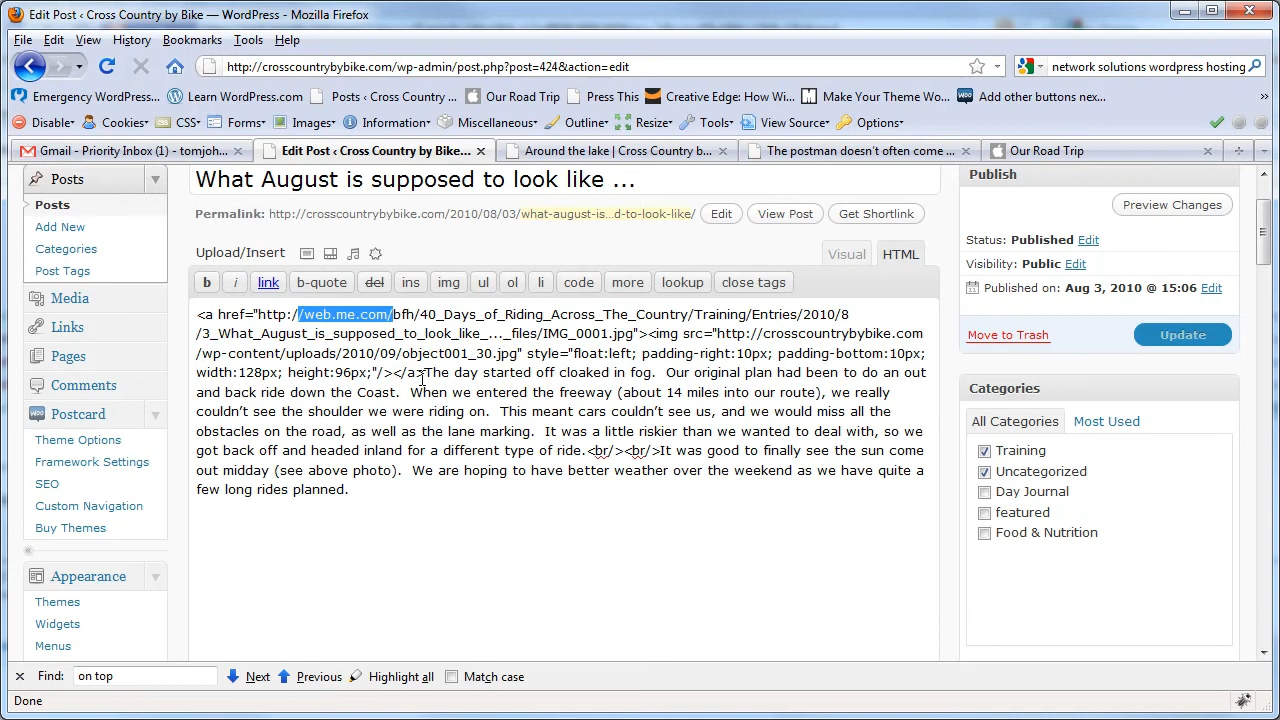 Edit Post ‹ Cross Country by Bike — WordPress - Mozilla Firefox
File Edit View History Bookmarks Tools Help
http://crosscountrybybike.com/wp-admin/post.php?post=424&action=edit
network solutions wordpress hosting
Emergency WordPress... Learn WordPress.com Posts ‹ Cross Country ... Our Road Trip Press This Creative Edge: How Wi... Make Your Theme Wo... Add other buttons nex... »
Disable▾ Cookies▾ CSS▾ Forms▾ Images▾ Information▾ Miscellaneous▾ Outline▾ Resize▾ Tools▾ View Source▾ Options▾
Gmail - Priority Inbox (1) - tomjoh... Edit Post ‹ Cross Country by Bike... Around the lake | Cross Country b... The postman doesn't often come ... Our Road Trip
Posts
Posts
Add New
Categories
Post Tags
Media
Links
Pages
Comments
Postcard
Theme Options
Framework Settings
SEO
Custom Navigation
Buy Themes
Appearance
Themes
Widgets
Menus
What August is supposed to look like ...
Permalink: http://crosscountrybybike.com/2010/08/03/what-august-is...d-to-look-like/ Edit View Post Get Shortlink
Upload/Insert Visual HTML
b i link b-quote del ins img ul ol li code more lookup close tags
<a href="http://web.me.com/bfh/40_Days_of_Riding_Across_The_Country/Training/Entries/2010/8
/3_What_August_is_supposed_to_look_like_..._files/IMG_0001.jpg"><img src="http://crosscountrybybike.com
/wp-content/uploads/2010/09/object001_30.jpg" style="float:left; padding-right:10px; padding-bottom:10px;
width:128px; height:96px;"/></a>The day started off cloaked in fog.  Our original plan had been to do an out
and back ride down the Coast.  When we entered the freeway (about 14 miles into our route), we really
couldn’t see the shoulder we were riding on.  This meant cars couldn’t see us, and we would miss all the
obstacles on the road, as well as the lane marking.  It was a little riskier than we wanted to deal with, so we
got back off and headed inland for a different type of ride.<br/><br/>It was good to finally see the sun come
out midday (see above photo).  We are hoping to have better weather over the weekend as we have quite a
few long rides planned.
Publish
Preview Changes
Status: Published Edit
Visibility: Public Edit
Published on: Aug 3, 2010 @ 15:06 Edit
Move to Trash Update
Categories
All Categories Most Used
Training
Uncategorized
Day Journal
featured
Food & Nutrition
Find: on top Next Previous Highlight all Match case
Done